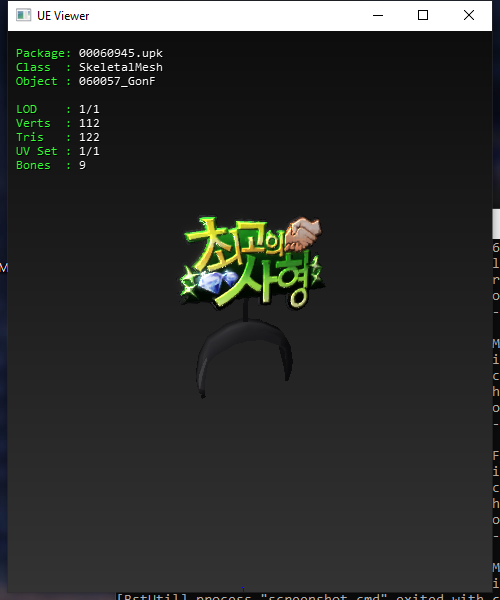 UE Viewer
Package: 00060945.upk
Class : SkeletalMesh
Object : 060057_GonF
LOD : 1/1
Verts : 112
Tris : 122
UV Set : 1/1
Bones : 9
최고의
사형